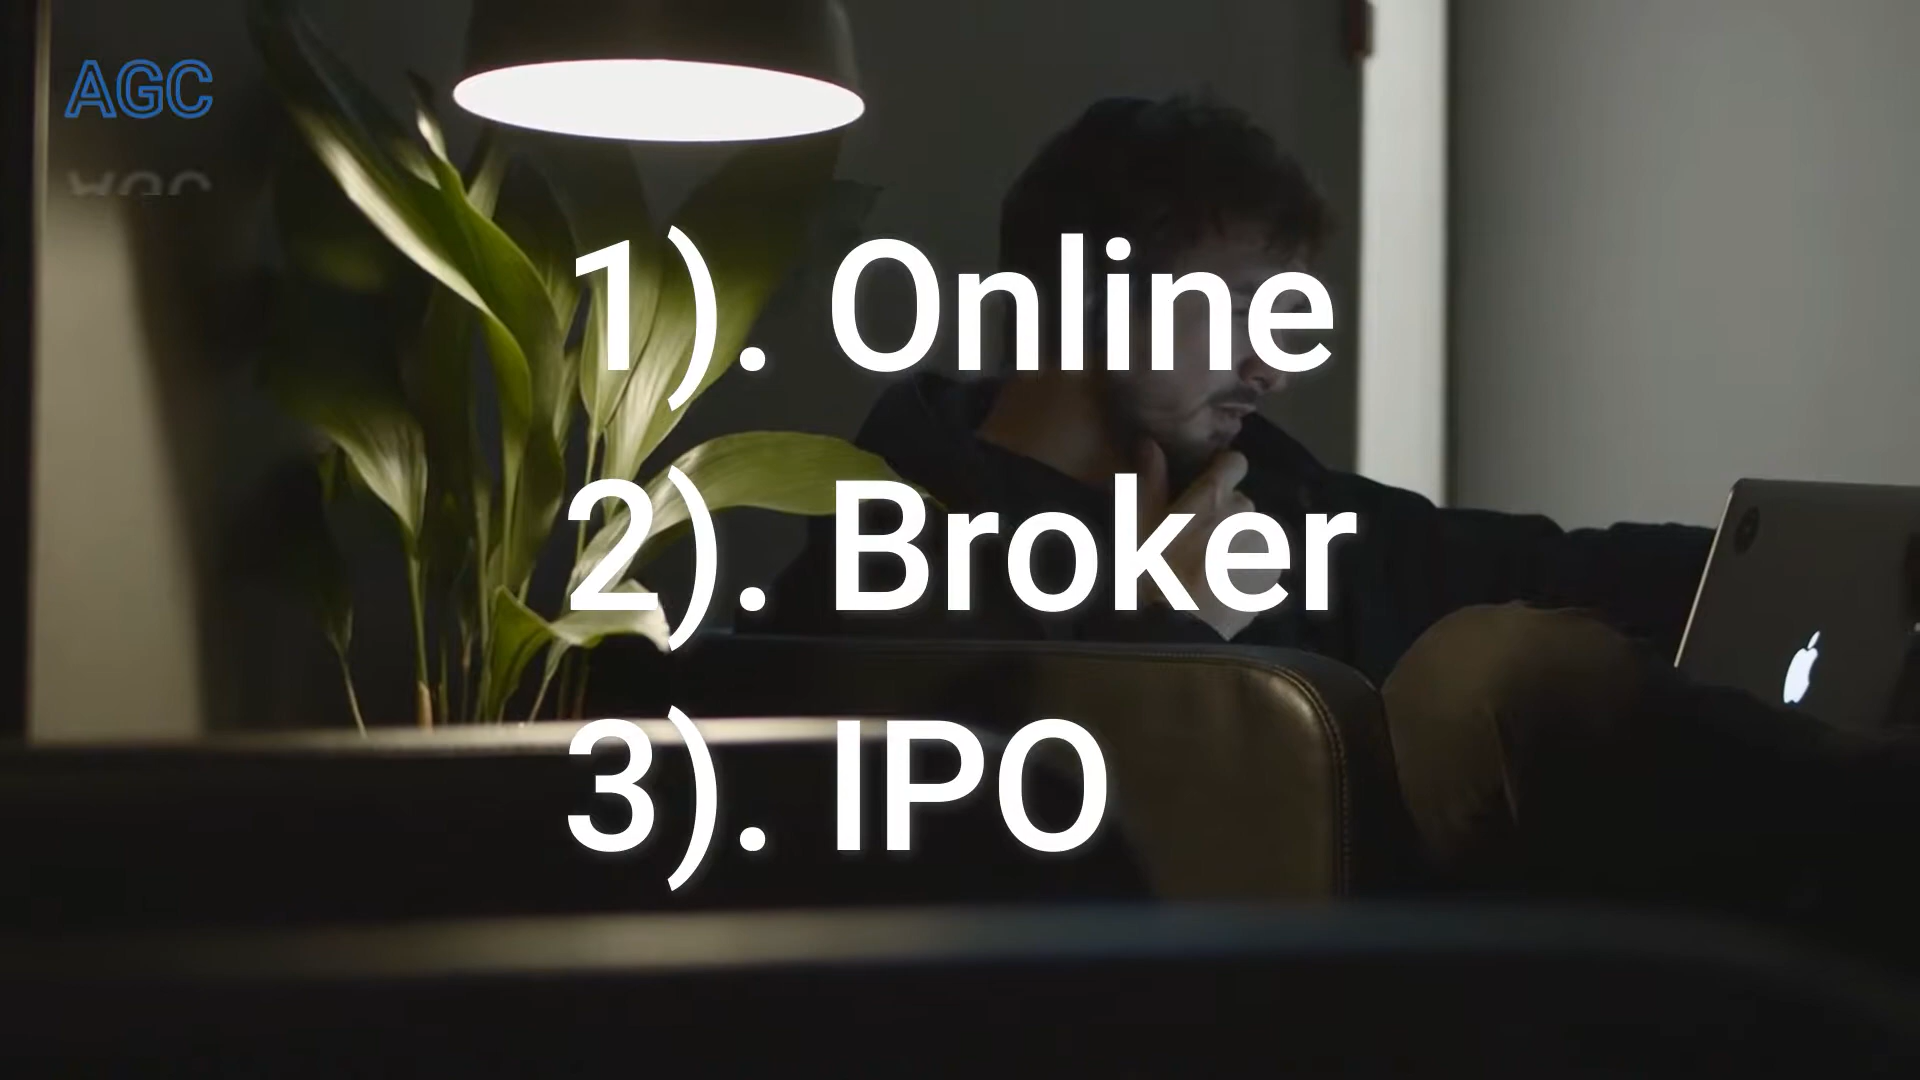 AGC
1). Online
2). Broker
3). IPO